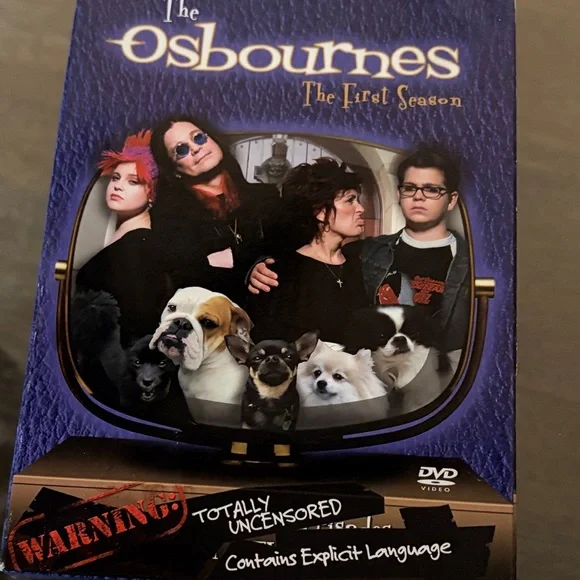 The
Osbournes
The First Season
DVD
VIDEO
WARNING:
TOTALLY
UNCENSORED
Contains Explicit Language